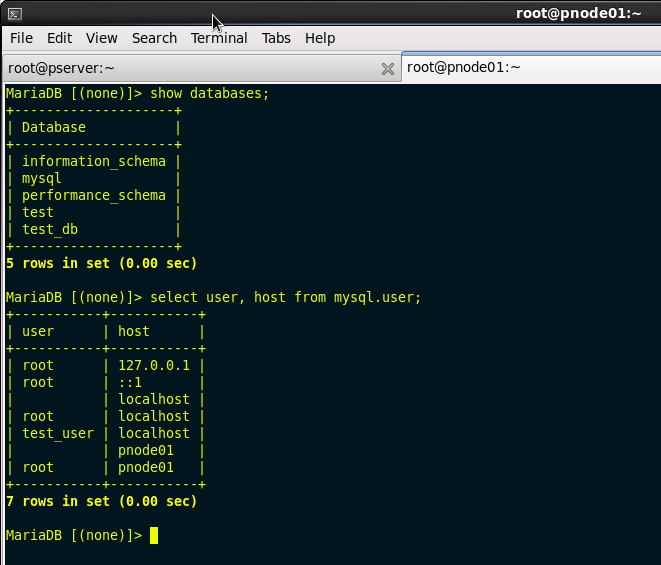 root@pnode01:~
File Edit View Search Terminal Tabs Help
root@pserver:~ root@pnode01:~
MariaDB [(none)]> show databases;
+--------------------+
| Database           |
+--------------------+
| information_schema |
| mysql              |
| performance_schema |
| test               |
| test_db            |
+--------------------+
5 rows in set (0.00 sec)
MariaDB [(none)]> select user, host from mysql.user;
+-----------+-----------+
| user      | host      |
+-----------+-----------+
| root      | 127.0.0.1 |
| root      | ::1       |
|           | localhost |
| root      | localhost |
| test_user | localhost |
|           | pnode01   |
| root      | pnode01   |
+-----------+-----------+
7 rows in set (0.00 sec)
MariaDB [(none)]>